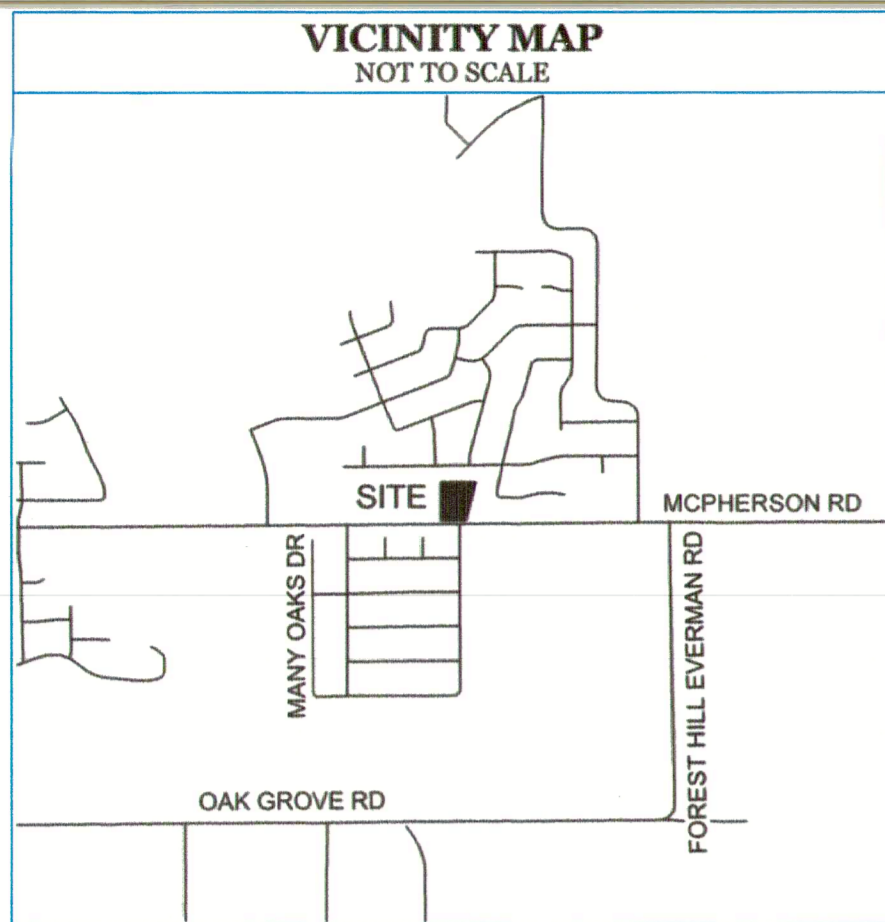 VICINITY MAP
NOT TO SCALE
SITE
MCPHERSON RD
MANY OAKS DR
FOREST HILL EVERMAN RD
OAK GROVE RD